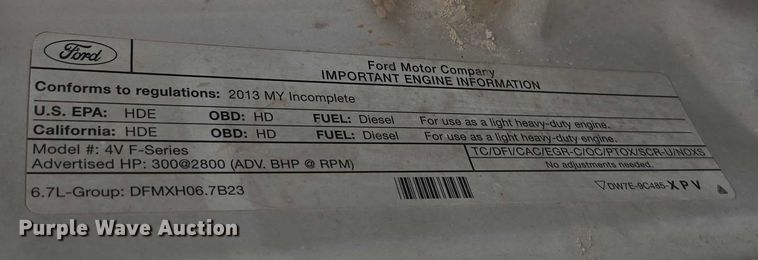 Ford
Ford Motor Company
IMPORTANT ENGINE INFORMATION
Conforms to regulations: 2013 MY Incomplete
U.S. EPA: HDE OBD: HD FUEL: Diesel For use as a light heavy-duty engine.
California: HDE OBD: HD FUEL: Diesel For use as a light heavy-duty engine.
Model #: 4V F-Series
Advertised HP: 300@2800 (ADV. BHP @ RPM)
TC/DFI/CAC/EGR-C/OC/PTOX/SCR-U/NOXS
No adjustments needed.
6.7L-Group: DFMXH06.7B23
DW7E-9C485-XPV
Purple Wave Auction